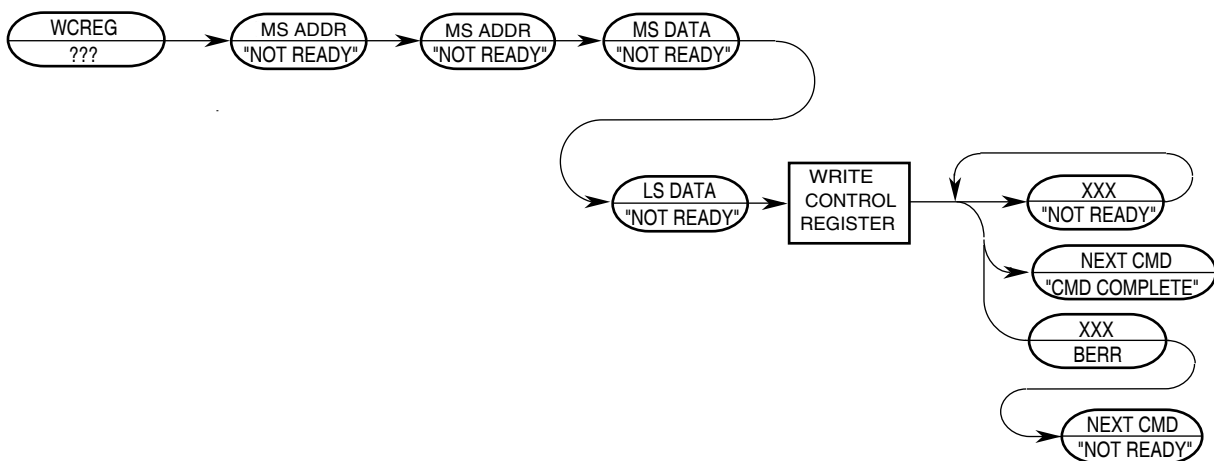 WCREG
???
MS ADDR
"NOT READY"
MS ADDR
"NOT READY"
MS DATA
"NOT READY"
LS DATA
"NOT READY"
WRITE
CONTROL
REGISTER
XXX
"NOT READY"
NEXT CMD
"CMD COMPLETE"
XXX
BERR
NEXT CMD
"NOT READY"